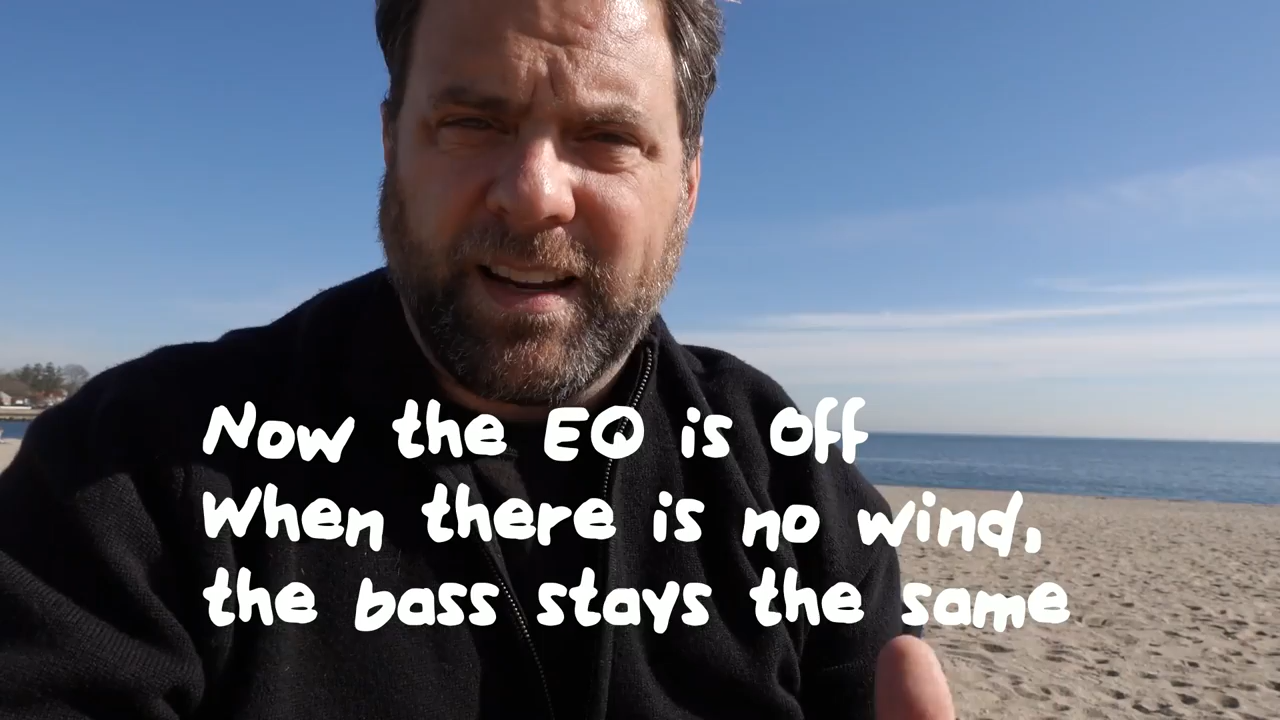 Now the EQ is Off
When there is no wind,
the bass stays the same